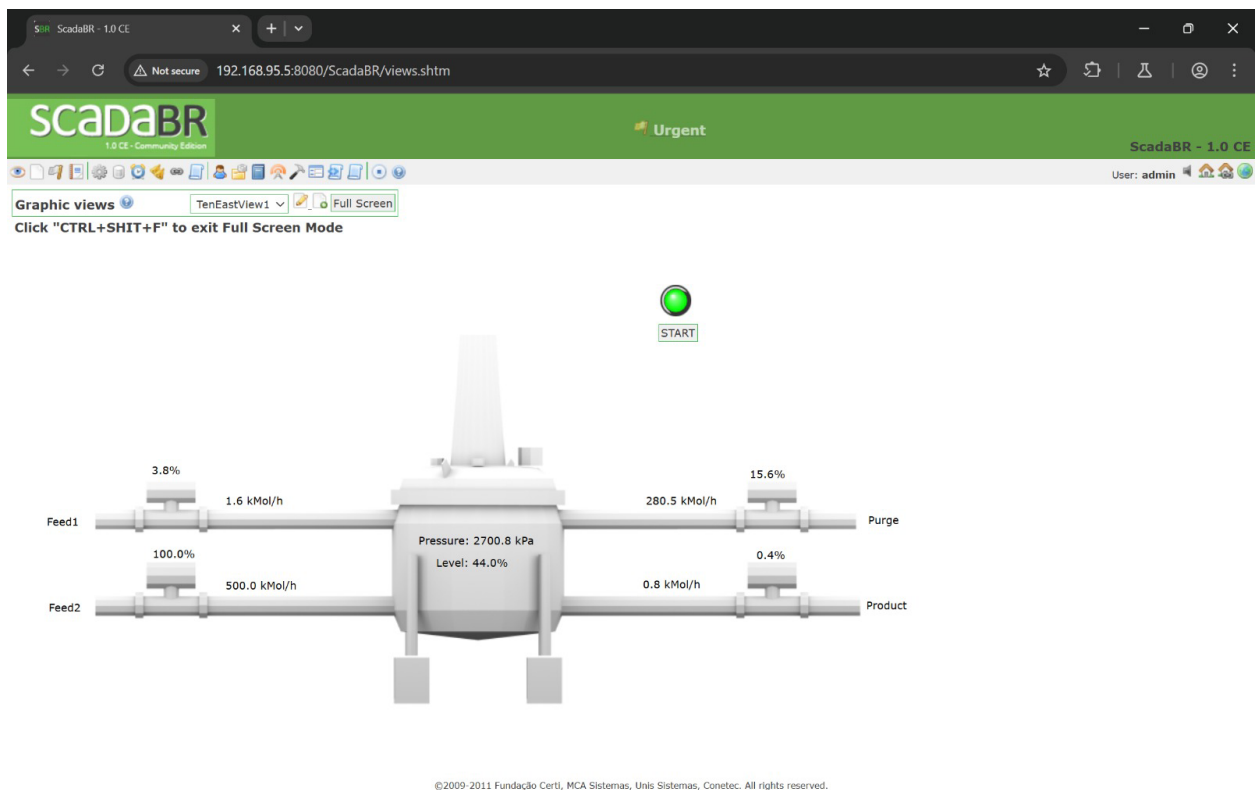 SBR ScadaBR - 1.0 CE
Not secure 192.168.95.5:8080/ScadaBR/views.shtm
scadaBR
1.0 CE - Community Edition
Urgent
ScadaBR - 1.0 CE
User: admin
Graphic views TenEastView1 Full Screen
Click "CTRL+SHIT+F" to exit Full Screen Mode
START
3.8%
15.6%
1.6 kMol/h
280.5 kMol/h
Feed1
Purge
Pressure: 2700.8 kPa
100.0%
0.4%
Level: 44.0%
500.0 kMol/h
0.8 kMol/h
Feed2
Product
©2009-2011 Fundação Certi, MCA Sistemas, Unis Sistemas, Conetec. All rights reserved.